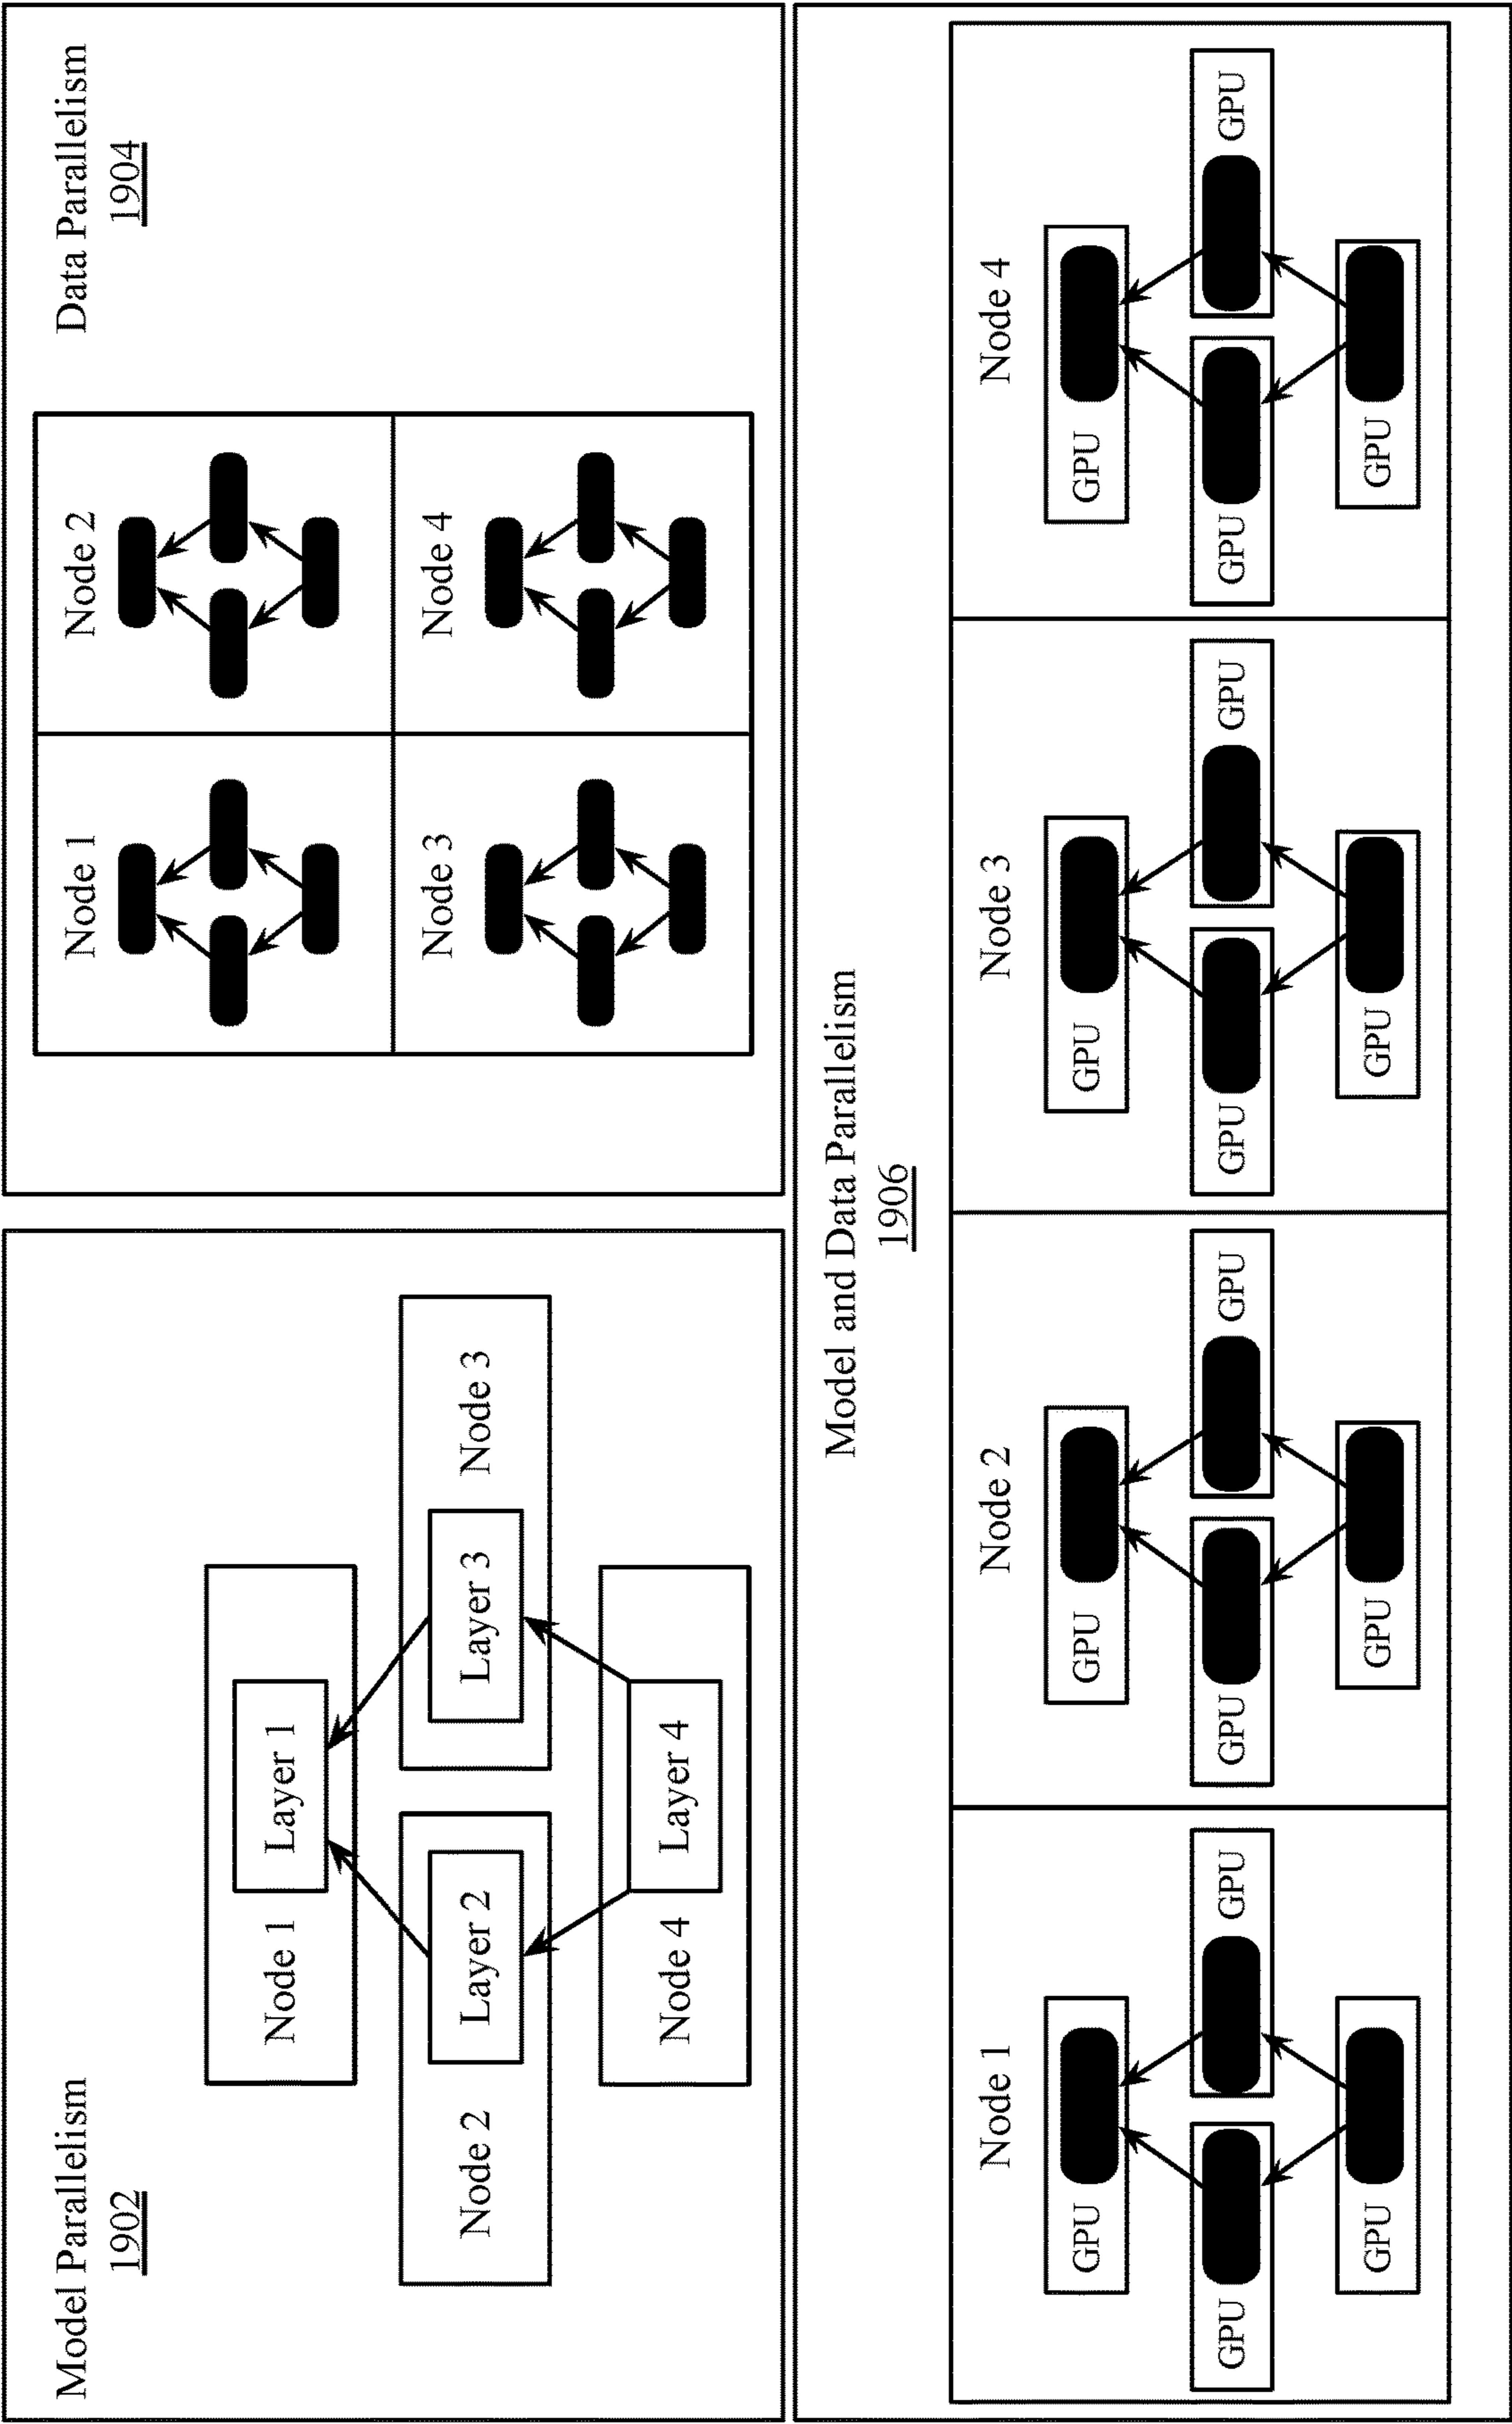 Model Parallelism
1902
Node 1
Layer 1
Node 2
Layer 2
Layer 3
Node 3
Node 4
Layer 4
Data Parallelism
1904
Node 1
Node 2
Node 3
Node 4
Model and Data Parallelism
1906
Node 1
GPU
GPU
GPU
GPU
Node 2
GPU
GPU
GPU
GPU
Node 3
GPU
GPU
GPU
GPU
Node 4
GPU
GPU
GPU
GPU